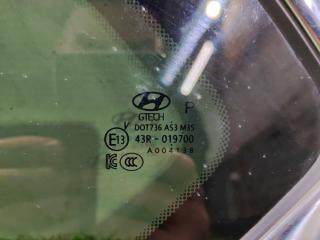 P
GTECH
V DOT736 AS3 M35
E13 43R - 019700
A004138